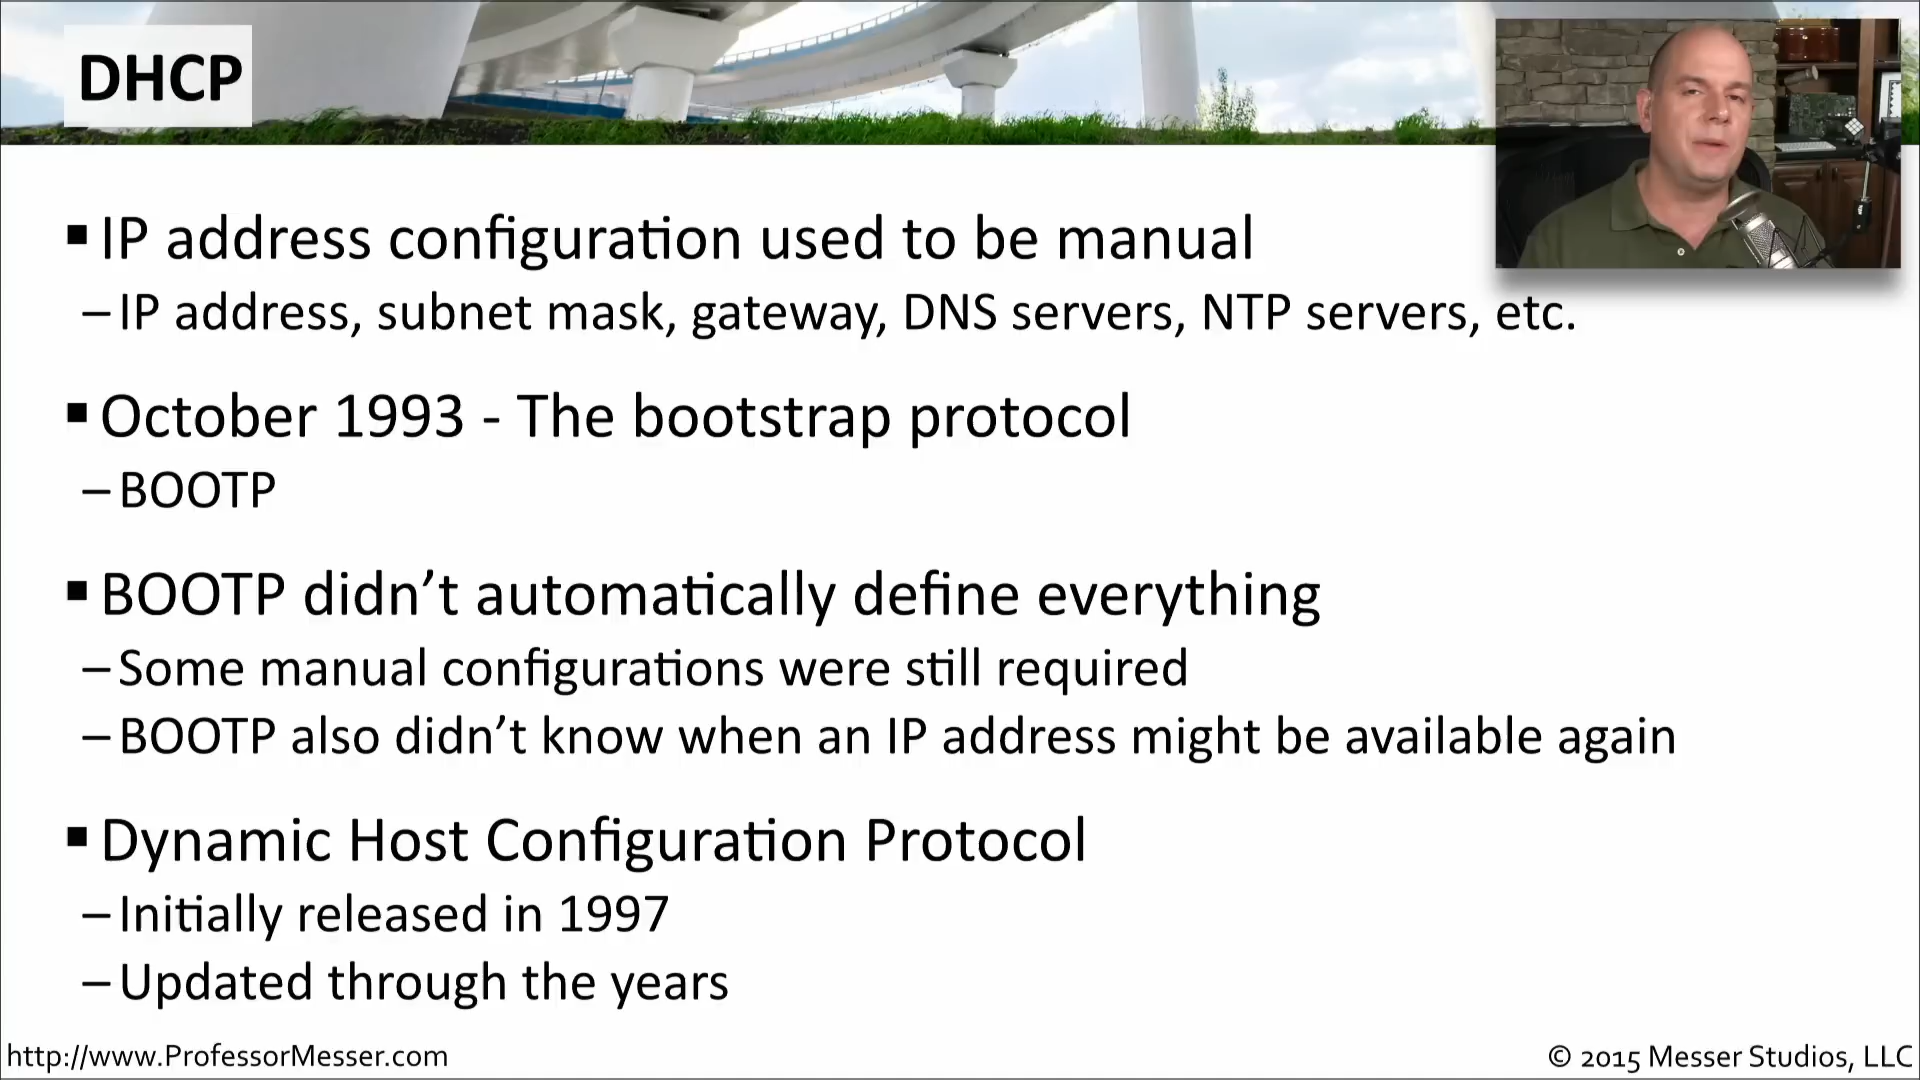 DHCP
▪ IP address configuration used to be manual
– IP address, subnet mask, gateway, DNS servers, NTP servers, etc.
▪ October 1993 - The bootstrap protocol
– BOOTP
▪ BOOTP didn’t automatically define everything
– Some manual configurations were still required
– BOOTP also didn’t know when an IP address might be available again
▪ Dynamic Host Configuration Protocol
– Initially released in 1997
– Updated through the years
http://www.ProfessorMesser.com
© 2015 Messer Studios, LLC